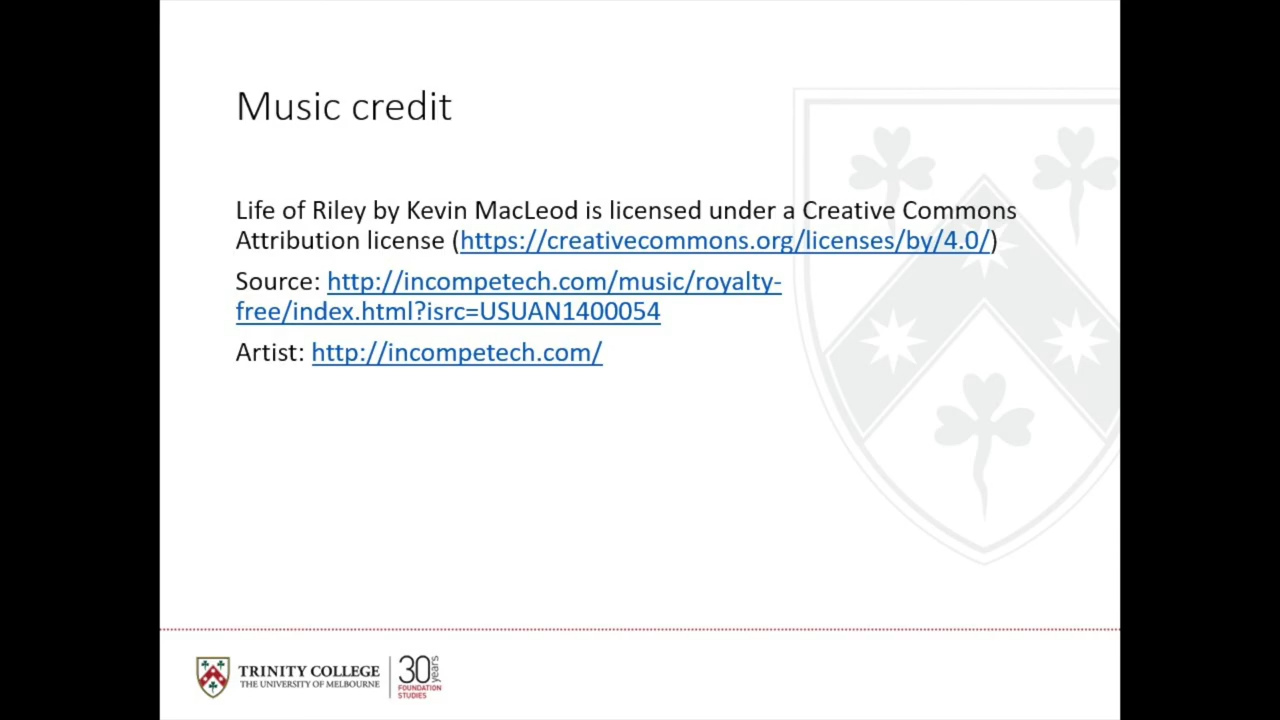 Music credit
Life of Riley by Kevin MacLeod is licensed under a Creative Commons
Attribution license (https://creativecommons.org/licenses/by/4.0/)
Source: http://incompetech.com/music/royalty-
free/index.html?isrc=USUAN1400054
Artist: http://incompetech.com/
TRINITY COLLEGE
THE UNIVERSITY OF MELBOURNE
30 years
FOUNDATION
STUDIES